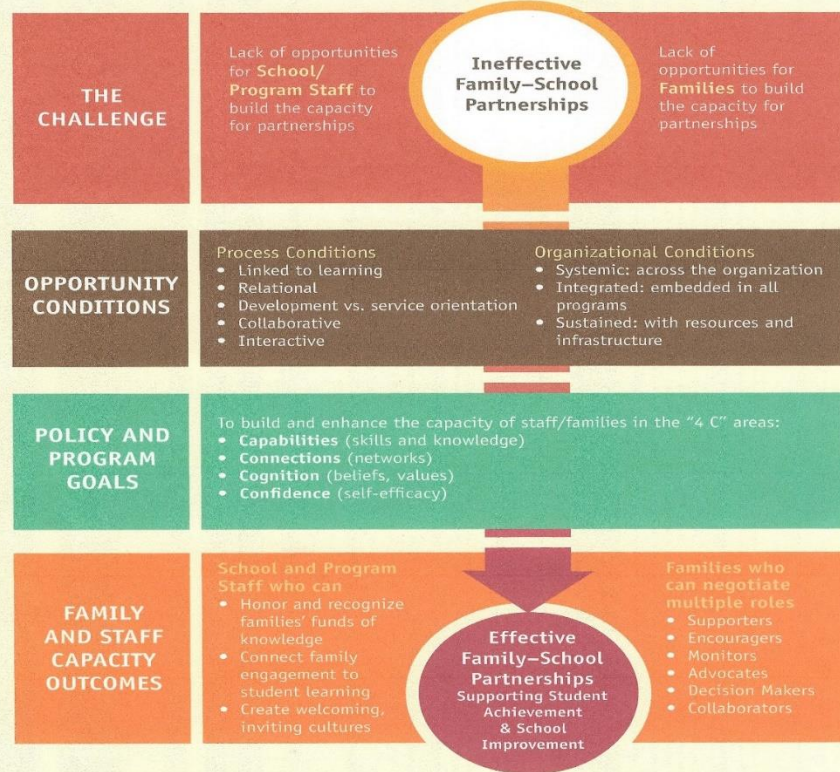 THE
CHALLENGE
Lack of opportunities
for School/
Program Staff to
build the capacity
for partnerships
Ineffective
Family–School
Partnerships
Lack of
opportunities for
Families to build
the capacity for
partnerships
OPPORTUNITY
CONDITIONS
Process Conditions
• Linked to learning
• Relational
• Development vs. service orientation
• Collaborative
• Interactive
Organizational Conditions
• Systemic: across the organization
• Integrated: embedded in all
programs
• Sustained: with resources and
infrastructure
POLICY AND
PROGRAM
GOALS
To build and enhance the capacity of staff/families in the "4 C" areas:
• Capabilities (skills and knowledge)
• Connections (networks)
• Cognition (beliefs, values)
• Confidence (self-efficacy)
FAMILY
AND STAFF
CAPACITY
OUTCOMES
School and Program
Staff who can
• Honor and recognize
families' funds of
knowledge
• Connect family
engagement to
student learning
• Create welcoming,
inviting cultures
Effective
Family–School
Partnerships
Supporting Student
Achievement
& School
Improvement
Families who
can negotiate
multiple roles
• Supporters
• Encouragers
• Monitors
• Advocates
• Decision Makers
• Collaborators